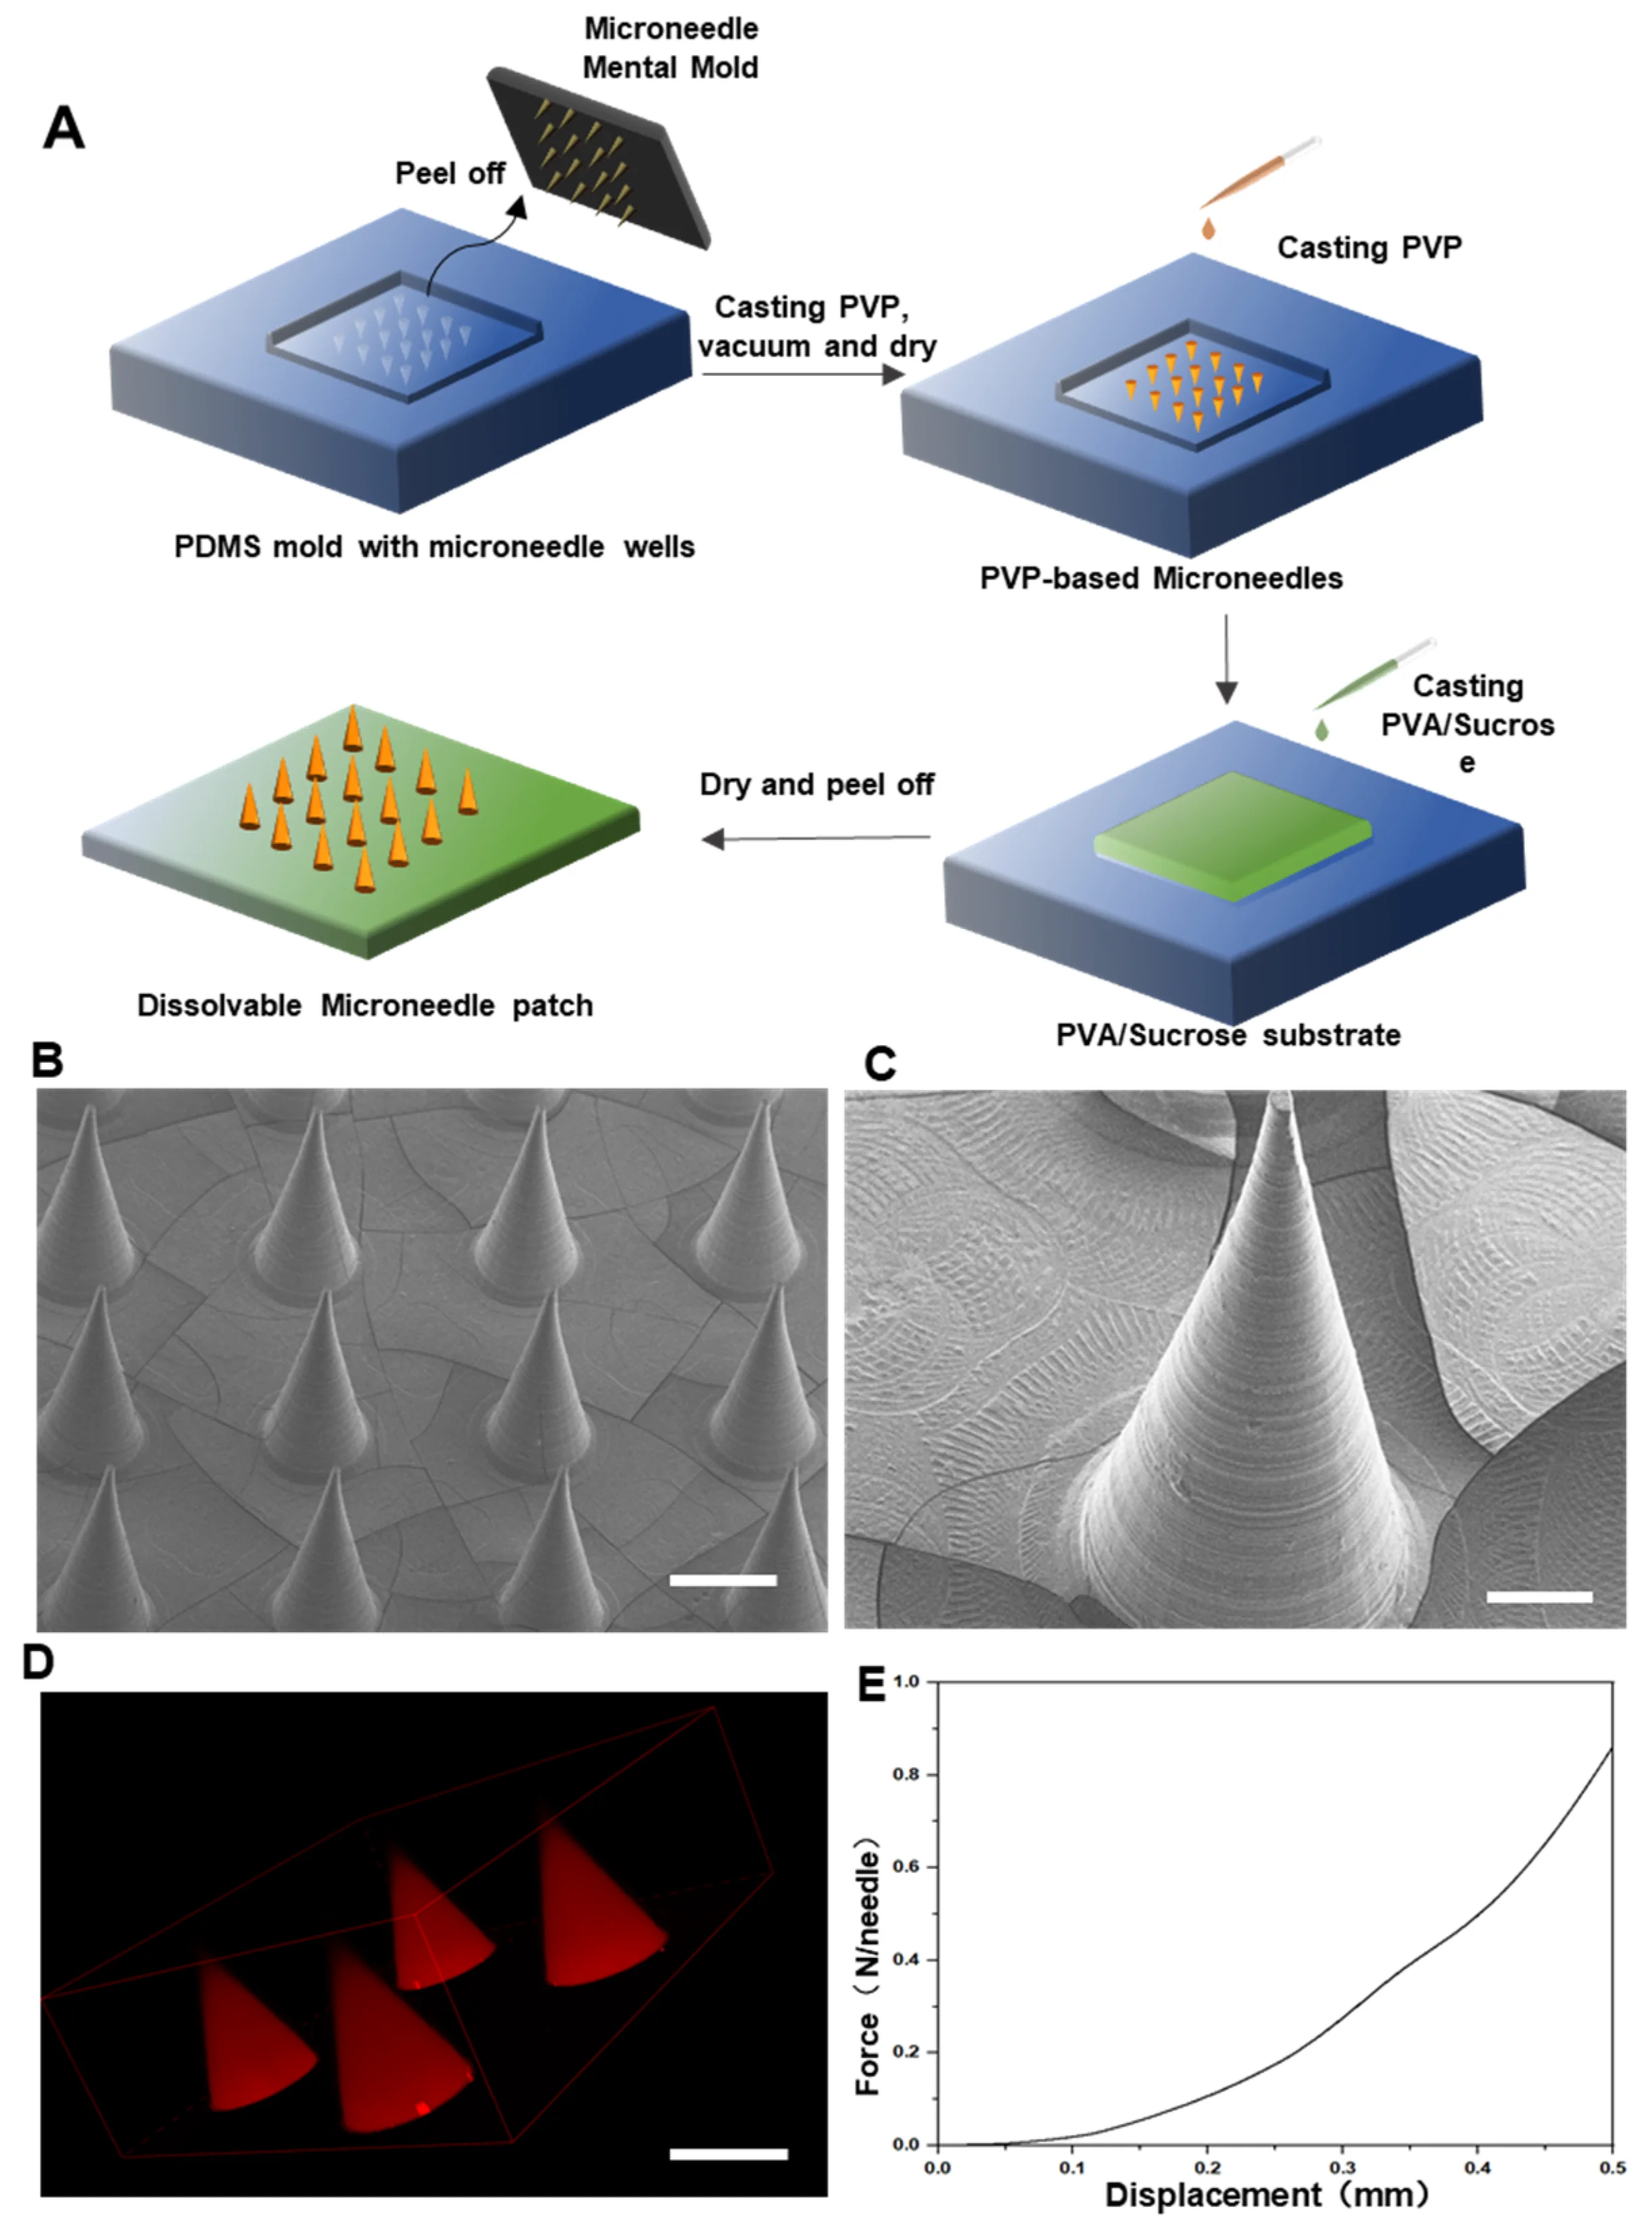 A
Microneedle
Mental Mold
Peel off
Casting PVP,
vacuum and dry
Casting PVP
PDMS mold with microneedle wells
PVP-based Microneedles
Casting
PVA/Sucros
e
Dry and peel off
Dissolvable Microneedle patch
PVA/Sucrose substrate
B
C
D
E
1.0
0.8
0.6
0.4
0.2
0.0
Force (N/needle)
0.0 0.1 0.2 0.3 0.4 0.5
Displacement (mm)